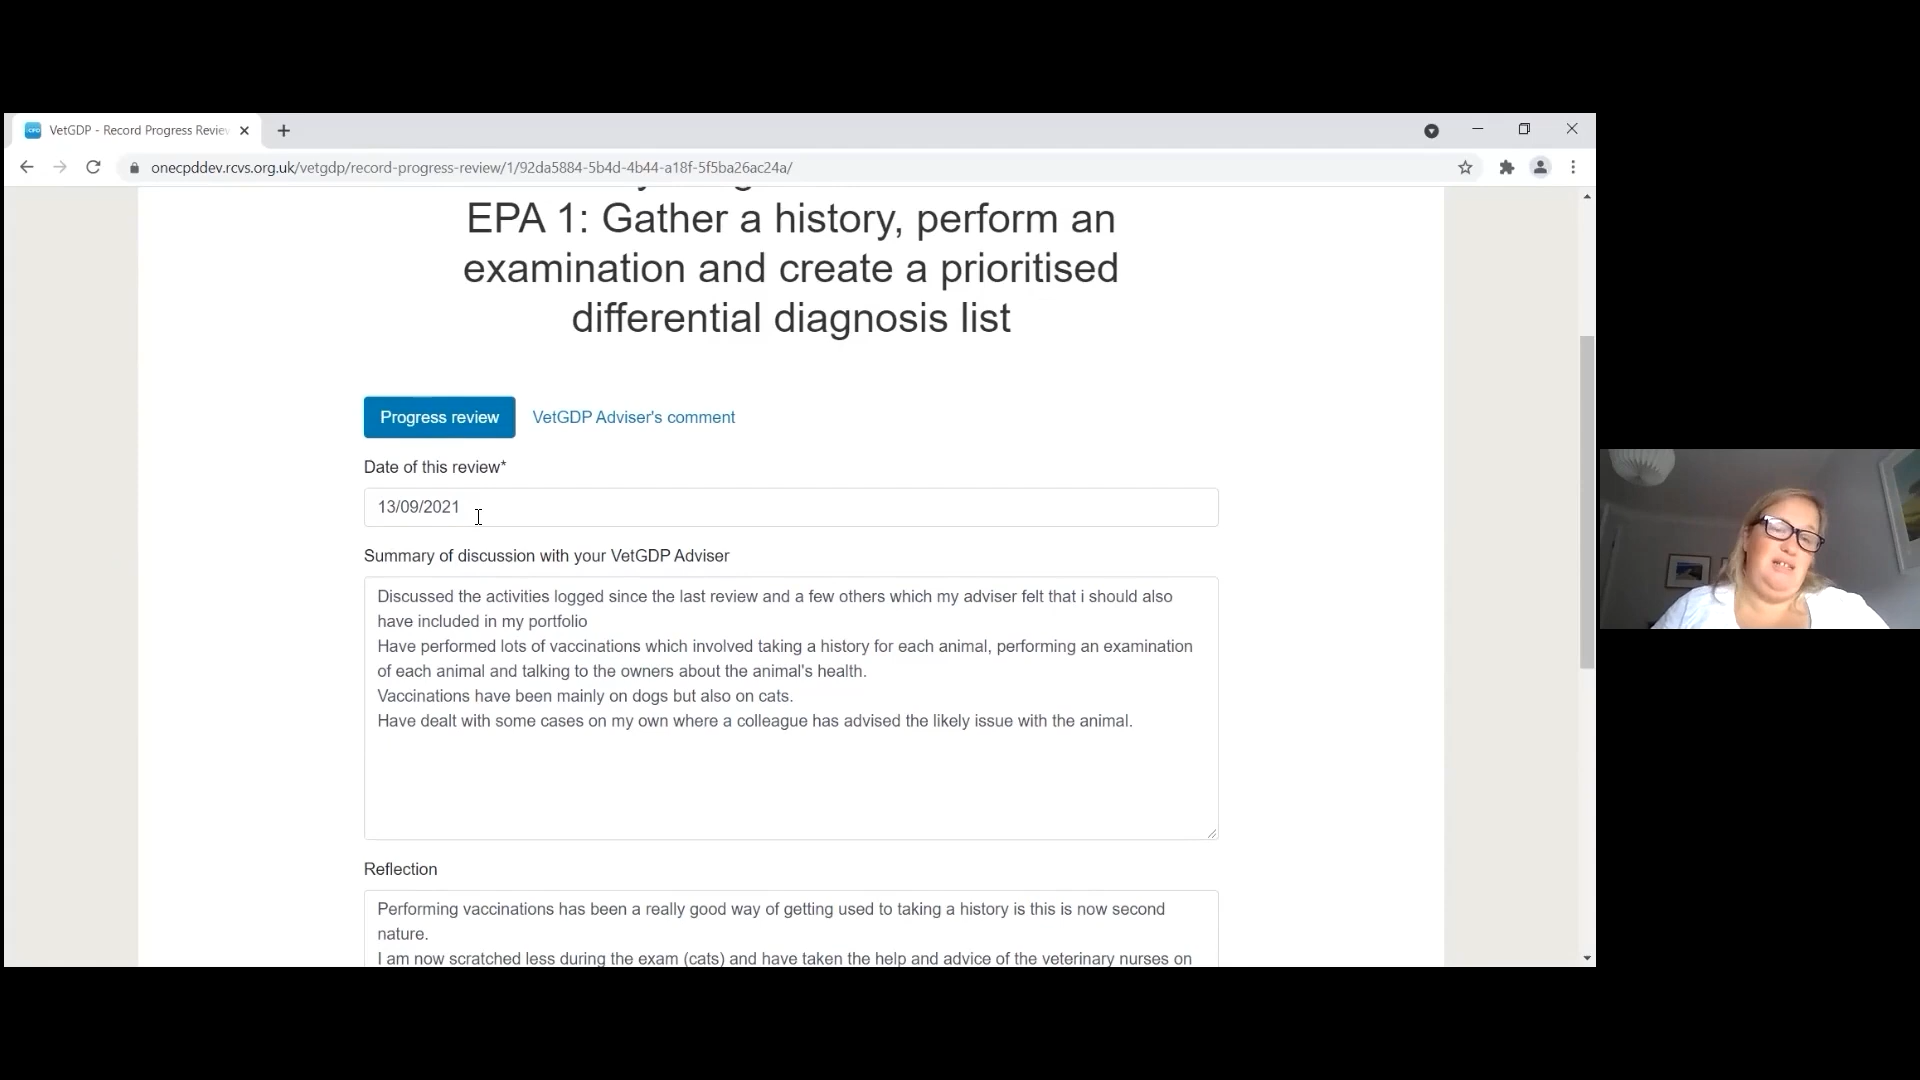 VetGDP - Record Progress Review
onecpddev.rcvs.org.uk/vetgdp/record-progress-review/1/92da5884-5b4d-4b44-a18f-5f5ba26ac24a/
EPA 1: Gather a history, perform an
examination and create a prioritised
differential diagnosis list
Progress review
VetGDP Adviser's comment
Date of this review*
13/09/2021
Summary of discussion with your VetGDP Adviser
Discussed the activities logged since the last review and a few others which my adviser felt that i should also
have included in my portfolio
Have performed lots of vaccinations which involved taking a history for each animal, performing an examination
of each animal and talking to the owners about the animal's health.
Vaccinations have been mainly on dogs but also on cats.
Have dealt with some cases on my own where a colleague has advised the likely issue with the animal.
Reflection
Performing vaccinations has been a really good way of getting used to taking a history is this is now second
nature.
I am now scratched less during the exam (cats) and have taken the help and advice of the veterinary nurses on